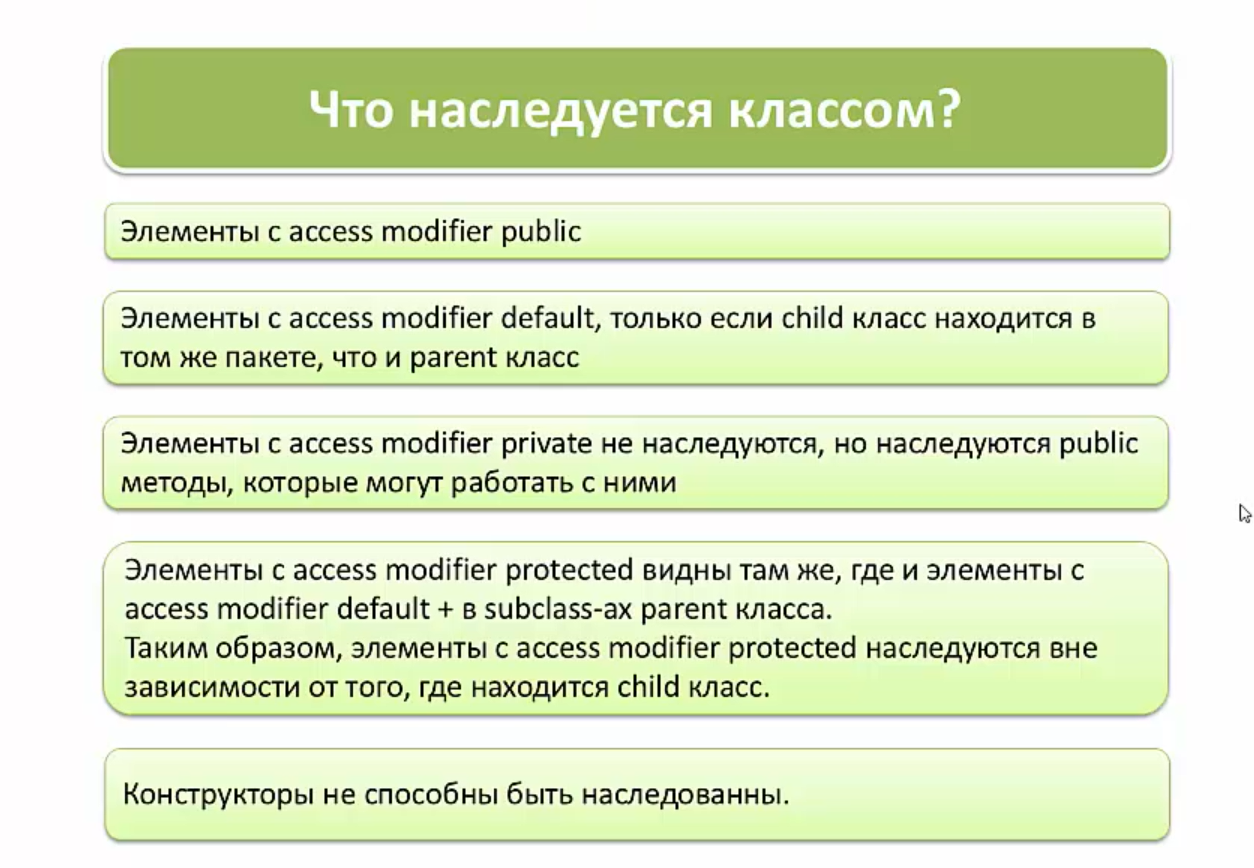 Что наследуется классом?
Элементы с access modifier public
Элементы с access modifier default, только если child класс находится в
том же пакете, что и parent класс
Элементы с access modifier private не наследуются, но наследуются public
методы, которые могут работать с ними
Элементы с access modifier protected видны там же, где и элементы с
access modifier default + в subclass-ах parent класса.
Таким образом, элементы с access modifier protected наследуются вне
зависимости от того, где находится child класс.
Конструкторы не способны быть наследованны.